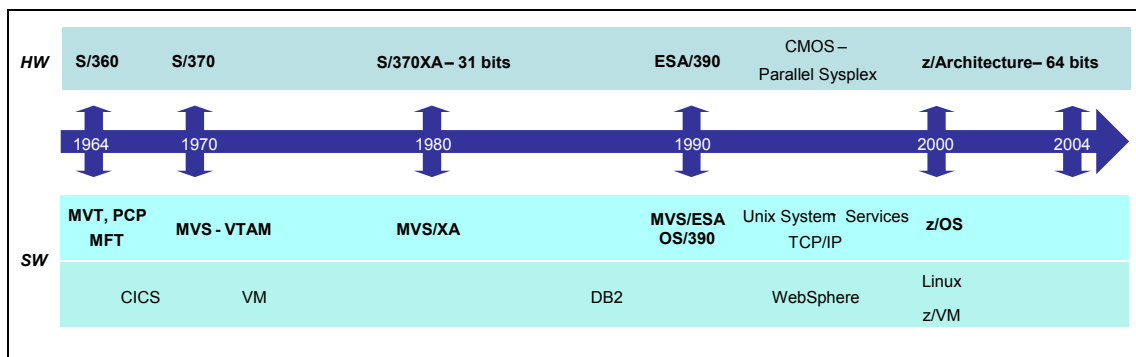 HW
S/360
S/370
S/370XA– 31 bits
ESA/390
CMOS –
Parallel Sysplex
z/Architecture– 64 bits
1964
1970
1980
1990
2000
2004
SW
MVT, PCP
MFT
MVS - VTAM
MVS/XA
MVS/ESA
OS/390
Unix System Services
TCP/IP
z/OS
CICS
VM
DB2
WebSphere
Linux
z/VM